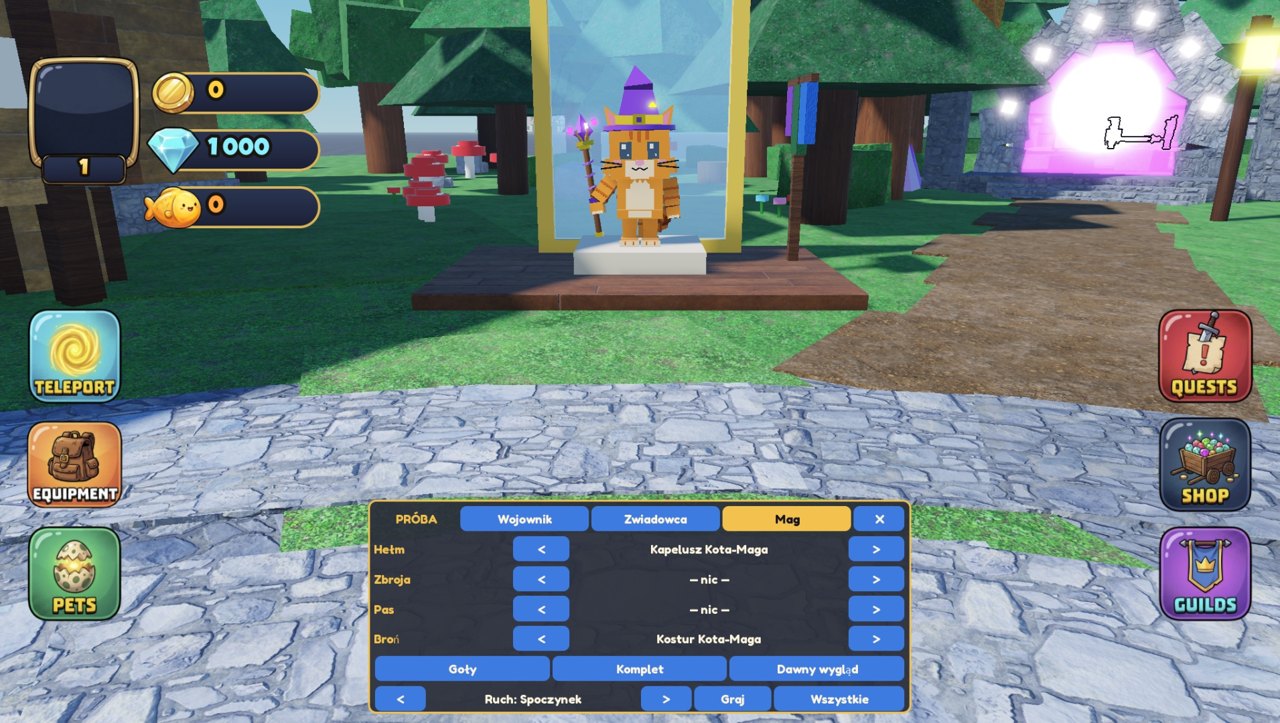 0
1000
1
0
TELEPORT
EQUIPMENT
PETS
QUESTS
SHOP
GUILDS
PRÓBA Wojownik Zwiadowca Mag ✕
Hełm < Kapelusz Kota-Maga >
Zbroja < — nic — >
Pas < — nic — >
Broń < Kostur Kota-Maga >
Goły Komplet Dawny wygląd
< Ruch: Spoczynek > Graj Wszystkie